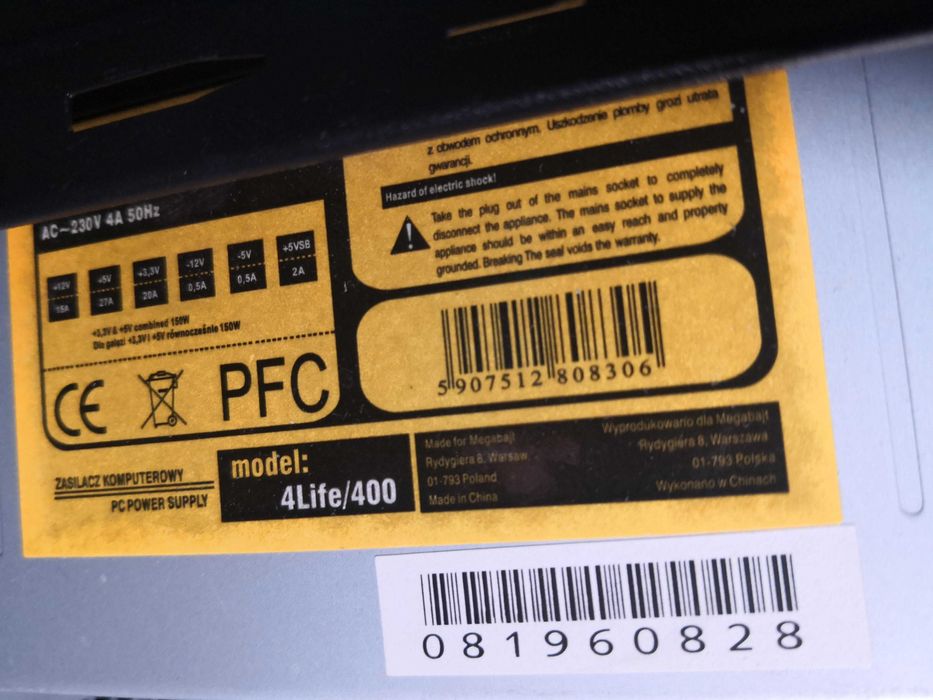 z obwodem ochronnym. Uszkodzenie plomby grozi utrata
gwarancji.
Hazard of electric shock!
Take the plug out of the mains socket to completely
disconnect the appliance. The mains socket to supply the
appliance should be within an easy reach and property
grounded. Breaking The seal voids the warranty.
AC~230V 4A 50Hz
+12V +5V +3,3V -12V -5V +5VSB
15A 27A 20A 0,5A 0,5A 2A
+3,3V & +5V combined 150W
Dla gałęzi +3,3V i +5V równocześnie 150W
CE
PFC
5 907512 808306
ZASILACZ KOMPUTEROWY
PC POWER SUPPLY
model:
4Life/400
Made for Megabajt
Rydygiera 8, Warsaw
01-793 Poland
Made in China
Wyprodukowano dla Megabajt
Rydygiera 8, Warszawa
01-793 Polska
Wykonano w Chinach
081960828